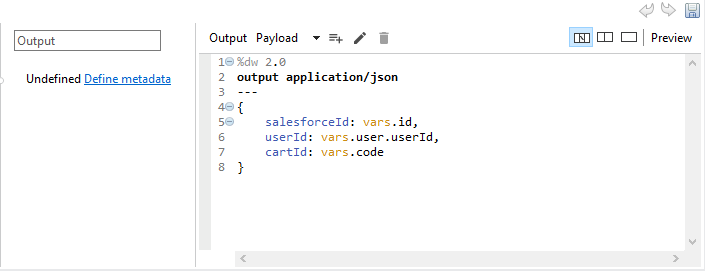 Output
Undefined Define metadata
Output Payload Preview
1 %dw 2.0
2 output application/json
3 ---
4 {
5 salesforceId: vars.id,
6 userId: vars.user.userId,
7 cartId: vars.code
8 }